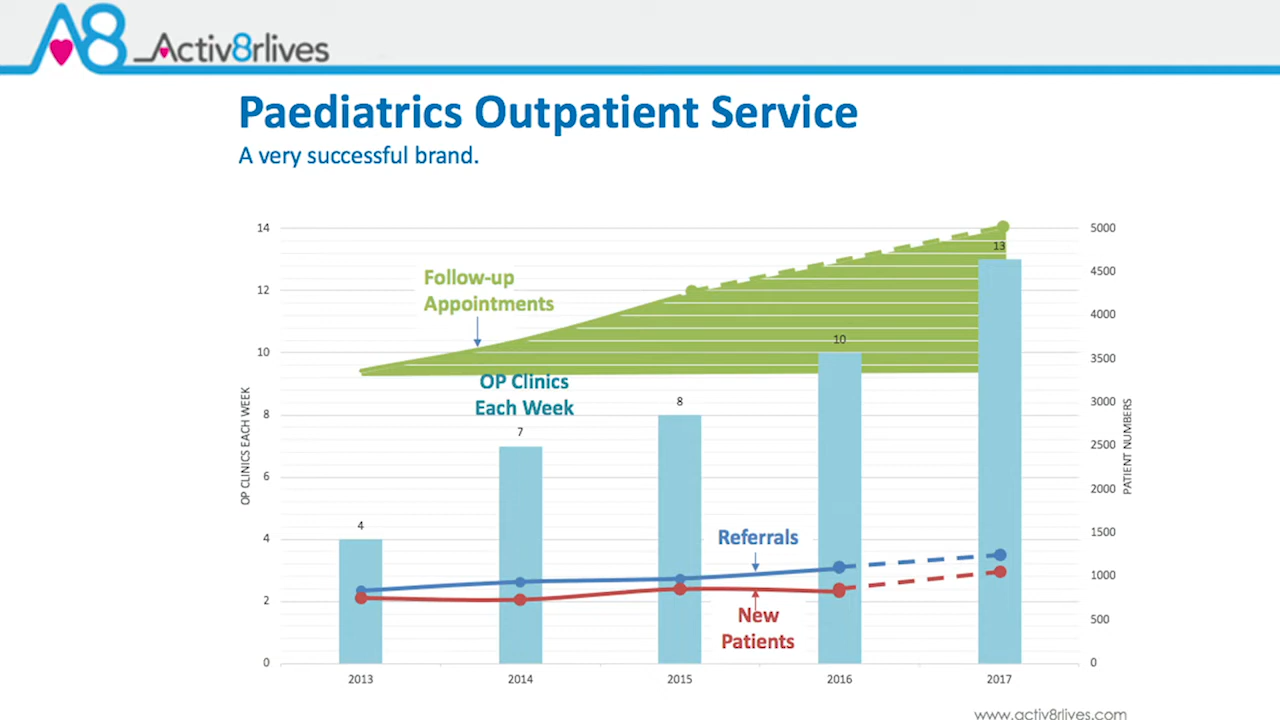 A8 Activ8rlives
Paediatrics Outpatient Service
A very successful brand.
14
12
10
8
6
4
2
0
OP CLINICS EACH WEEK
5000
4500
4000
3500
3000
2500
2000
1500
1000
500
0
PATIENT NUMBERS
Follow-up
Appointments
OP Clinics
Each Week
Referrals
New
Patients
4
7
8
10
13
2013
2014
2015
2016
2017
www.activ8rlives.com